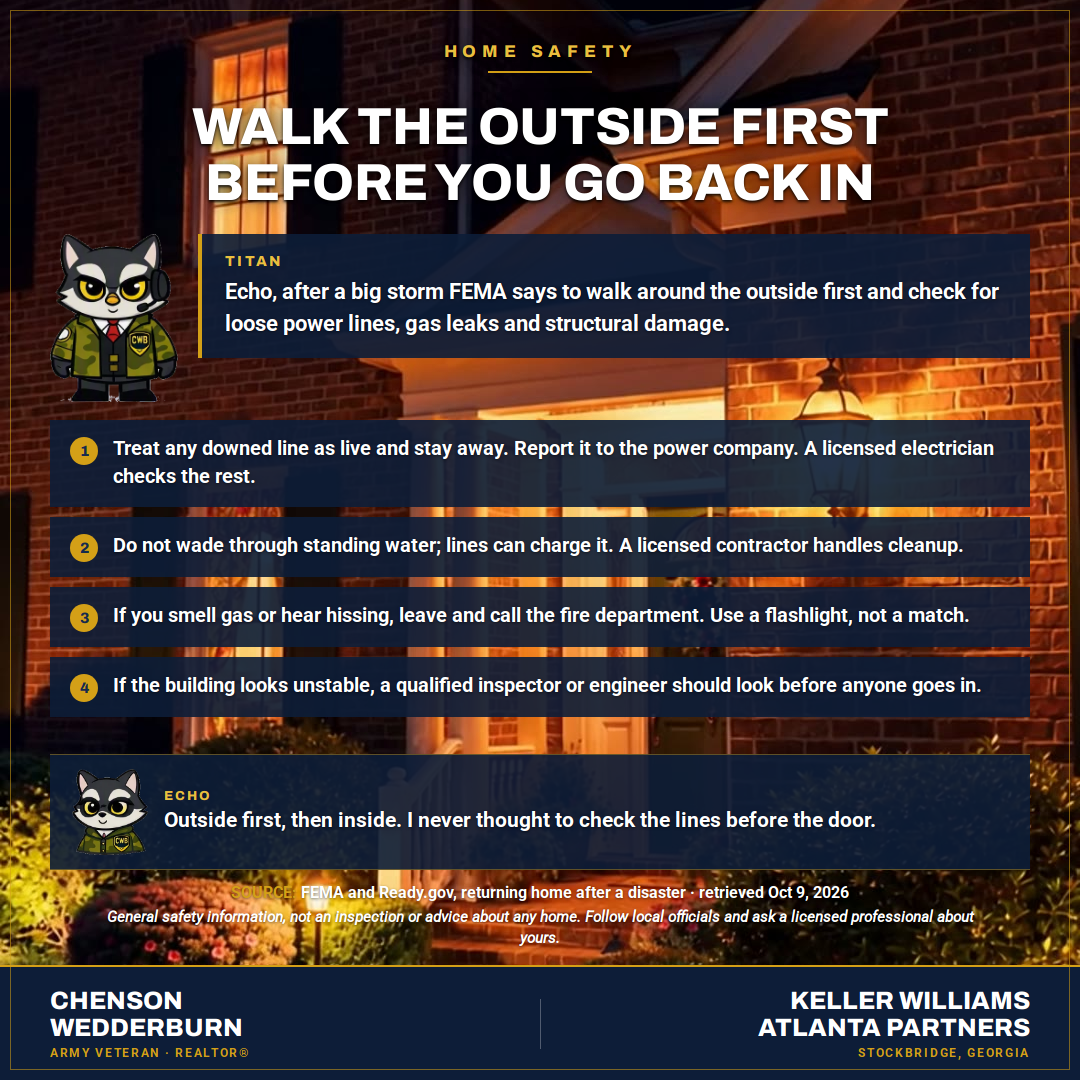 HOME SAFETY
WALK THE OUTSIDE FIRST
BEFORE YOU GO BACK IN
TITAN
Echo, after a big storm FEMA says to walk around the outside first and check for
loose power lines, gas leaks and structural damage.
CWB
1 Treat any downed line as live and stay away. Report it to the power company. A licensed electrician
checks the rest.
2 Do not wade through standing water; lines can charge it. A licensed contractor handles cleanup.
3 If you smell gas or hear hissing, leave and call the fire department. Use a flashlight, not a match.
4 If the building looks unstable, a qualified inspector or engineer should look before anyone goes in.
ECHO
Outside first, then inside. I never thought to check the lines before the door.
CWB
SOURCE: FEMA and Ready.gov, returning home after a disaster · retrieved Oct 9, 2026
General safety information, not an inspection or advice about any home. Follow local officials and ask a licensed professional about
yours.
CHENSON
WEDDERBURN
ARMY VETERAN · REALTOR®
KELLER WILLIAMS
ATLANTA PARTNERS
STOCKBRIDGE, GEORGIA